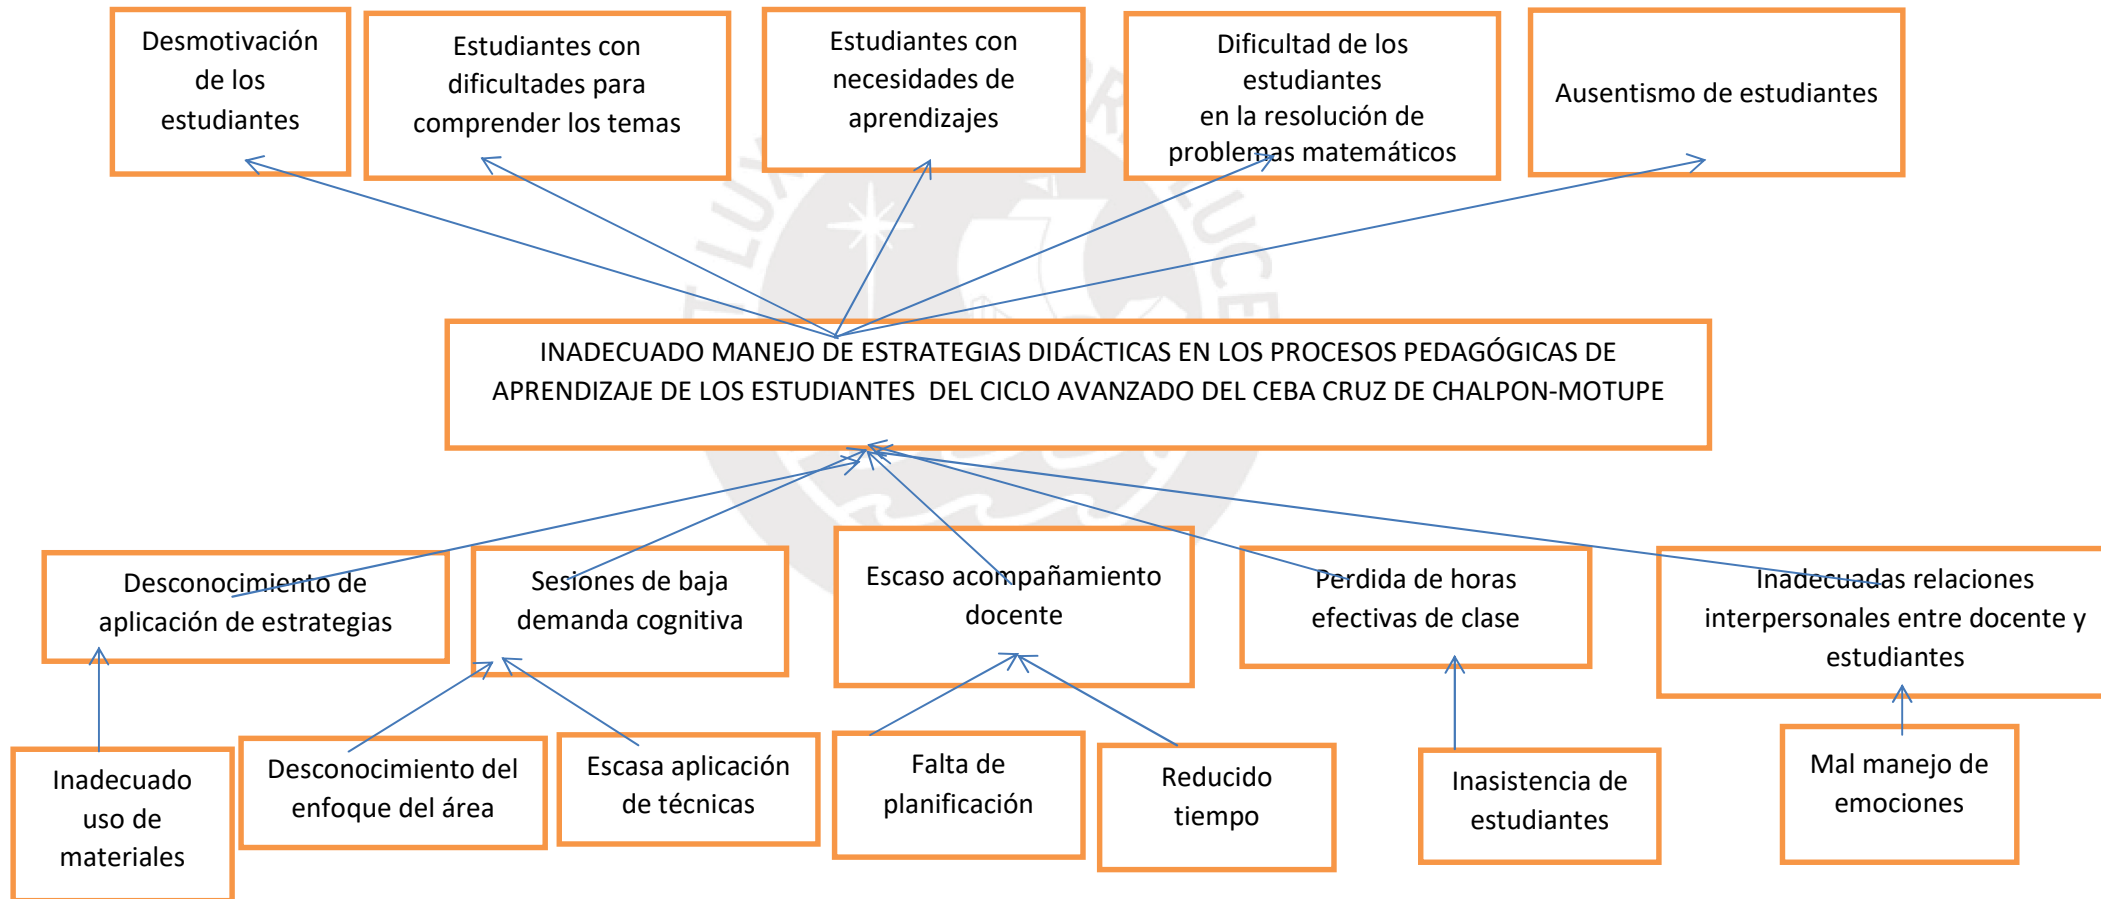 Desmotivación
de los
estudiantes
Estudiantes con
dificultades para
comprender los temas
Estudiantes con
necesidades de
aprendizajes
Dificultad de los
estudiantes
en la resolución de
problemas matemáticos
Ausentismo de estudiantes
LUX
LUCE
INADECUADO MANEJO DE ESTRATEGIAS DIDÁCTICAS EN LOS PROCESOS PEDAGÓGICAS DE
APRENDIZAJE DE LOS ESTUDIANTES DEL CICLO AVANZADO DEL CEBA CRUZ DE CHALPON-MOTUPE
Desconocimiento de
aplicación de estrategias
Sesiones de baja
demanda cognitiva
Escaso acompañamiento
docente
Perdida de horas
efectivas de clase
Inadecuadas relaciones
interpersonales entre docente y
estudiantes
Inadecuado
uso de
materiales
Desconocimiento del
enfoque del área
Escasa aplicación
de técnicas
Falta de
planificación
Reducido
tiempo
Inasistencia de
estudiantes
Mal manejo de
emociones